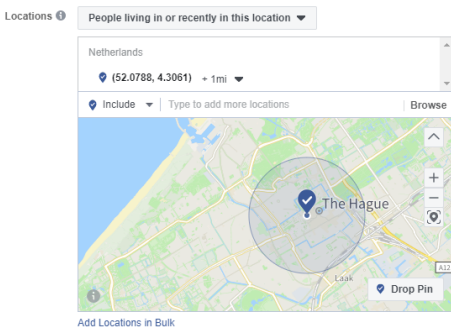 Locations
People living in or recently in this location
Netherlands
(52.0788, 4.3061) + 1mi
Include Type to add more locations Browse
The Hague
A12
Laak
Drop Pin
Add Locations in Bulk